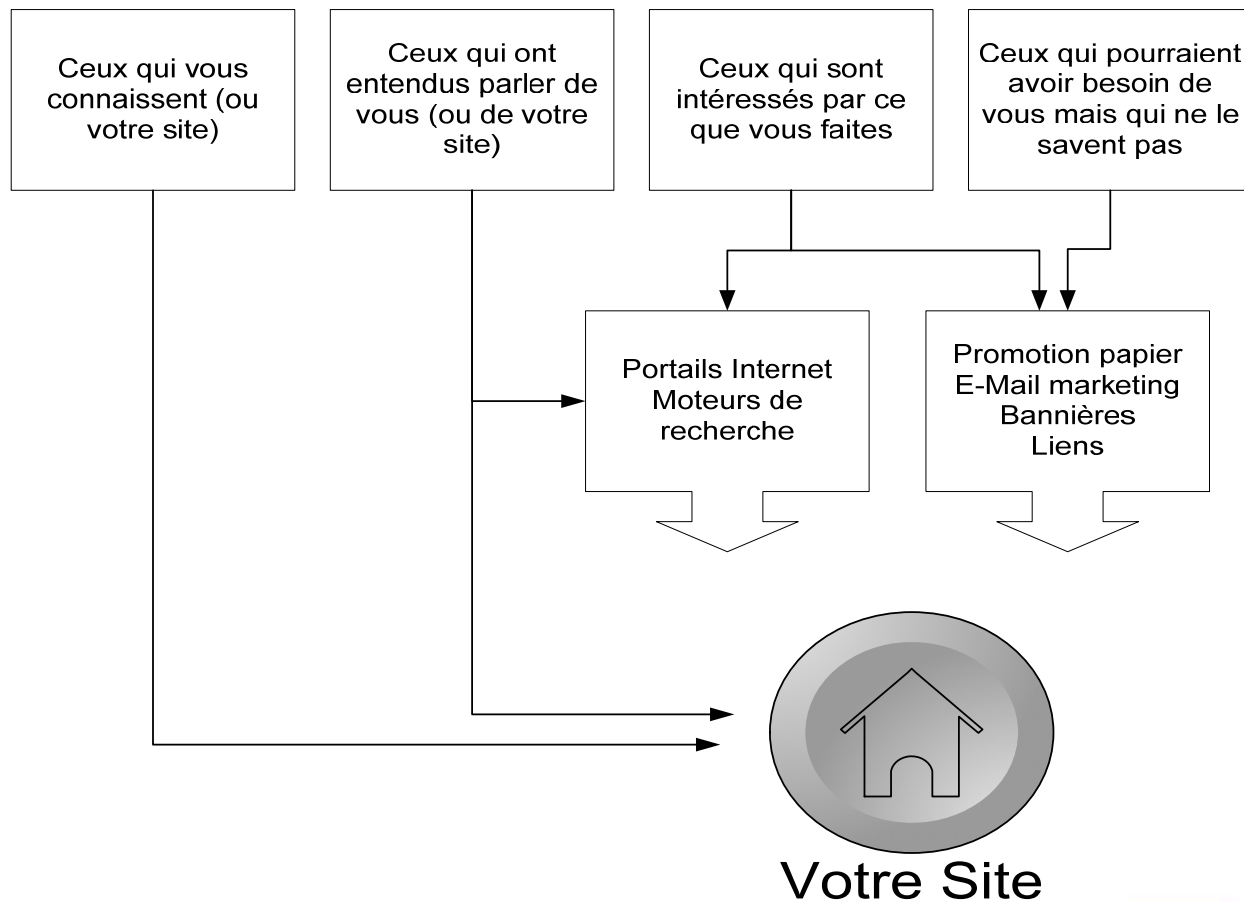 Ceux qui vous
connaissent (ou
votre site)
Ceux qui ont
entendus parler de
vous (ou de votre
site)
Ceux qui sont
intéressés par ce
que vous faites
Ceux qui pourraient
avoir besoin de
vous mais qui ne le
savent pas
Portails Internet
Moteurs de
recherche
Promotion papier
E-Mail marketing
Bannières
Liens
Votre Site